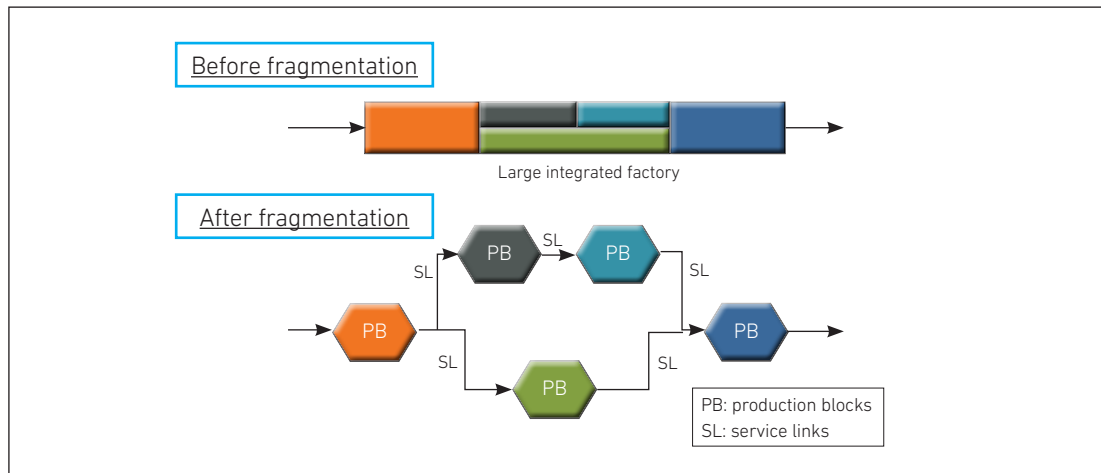 Before fragmentation
Large integrated factory
After fragmentation
PB
SL
PB
SL
SL
PB
PB
PB
SL
SL
PB: production blocks
SL: service links